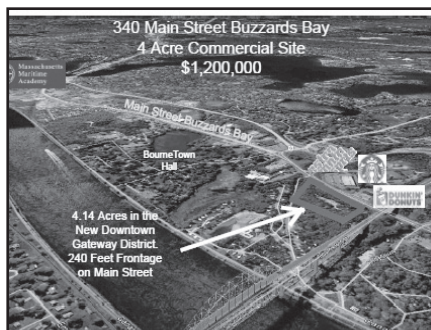 340 Main Street Buzzards Bay
4 Acre Commercial Site
$1,200,000
Massachusetts
Maritime
Academy
Main Street Buzzards Bay
BourneTown
Hall
DUNKIN'
DONUTS
4.14 Acres in the
New Downtown
Gateway District.
240 Feet Frontage
on Main Street